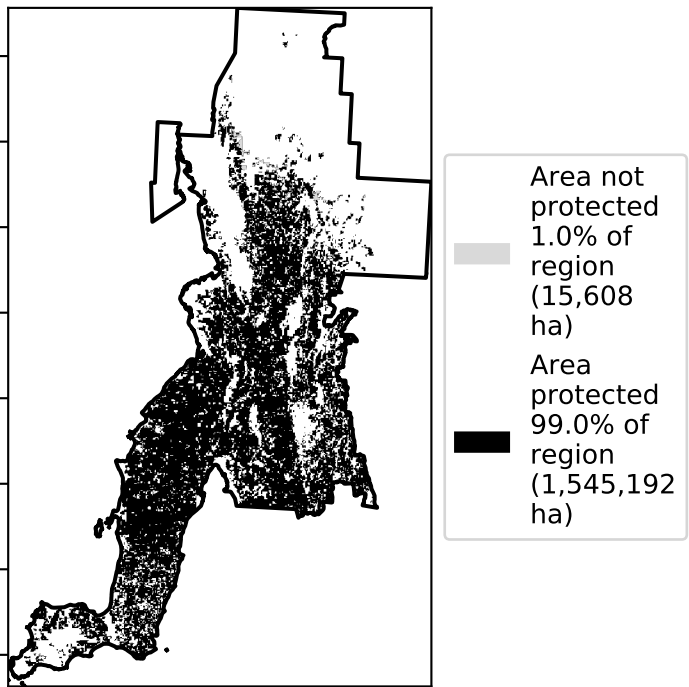 Area not
protected
1.0% of
region
(15,608
ha)
Area
protected
99.0% of
region
(1,545,192
ha)